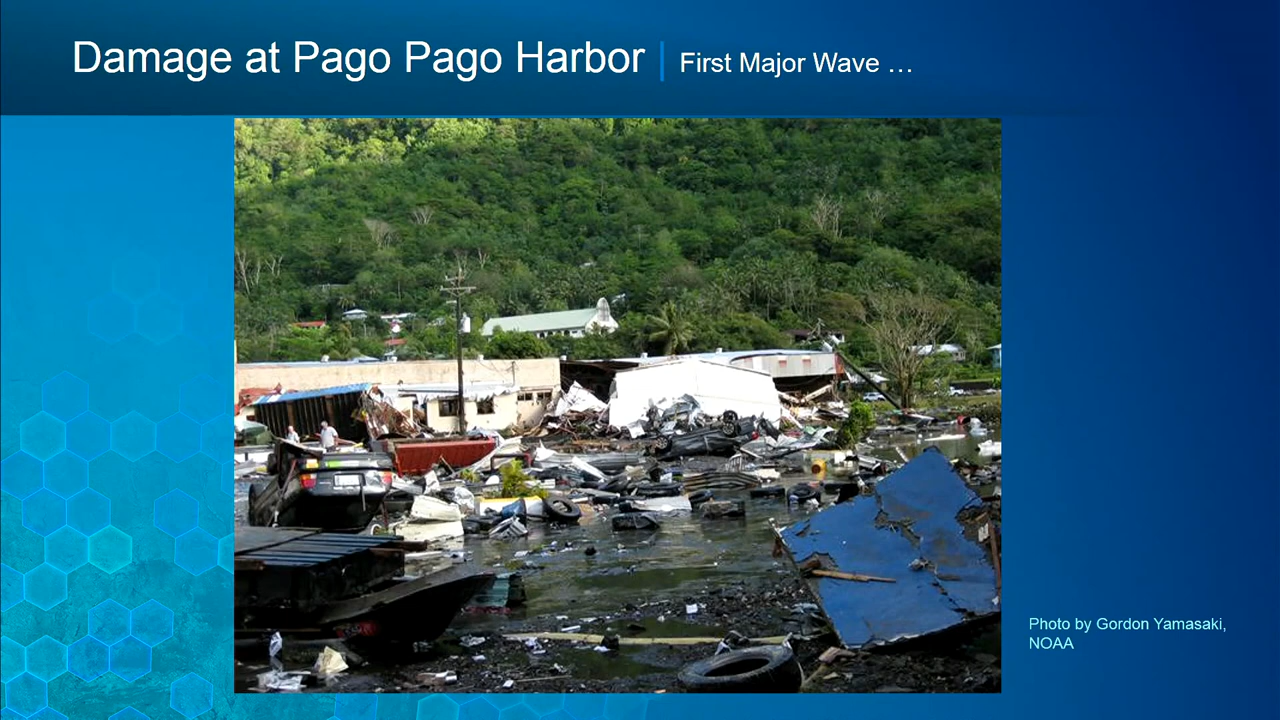 Damage at Pago Pago Harbor | First Major Wave …
Photo by Gordon Yamasaki,
NOAA